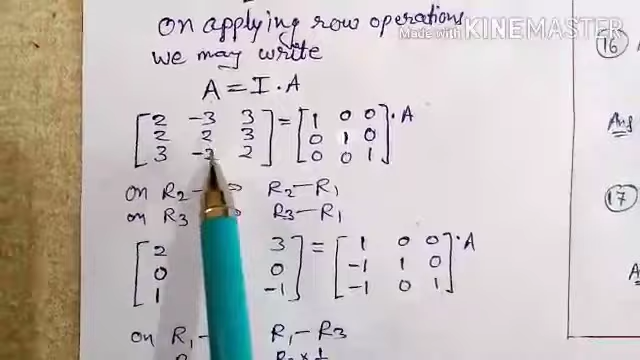 On applying row operations
we may write
Made with KINEMASTER
A = I . A
[2 -3 3] = [1 0 0] . A
[2 2 3] [0 1 0]
[3 2] [0 0 1]
on R2 R2-R1
on R3 R3-R1
[2 3] = [1 0 0] . A
[0 0] [-1 1 0]
[1 -1] [-1 0 1]
on R1 R1-R3
16
Ans
17